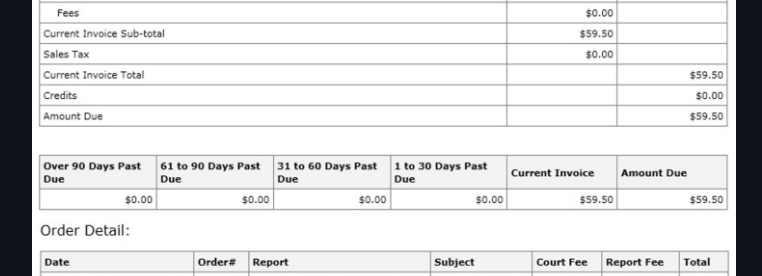 Fees $0.00
Current Invoice Sub-total $59.50
Sales Tax $0.00
Current Invoice Total $59.50
Credits $0.00
Amount Due $59.50
Over 90 Days Past Due 61 to 90 Days Past Due 31 to 60 Days Past Due 1 to 30 Days Past Due Current Invoice Amount Due
$0.00 $0.00 $0.00 $0.00 $59.50 $59.50
Order Detail:
Date Order# Report Subject Court Fee Report Fee Total